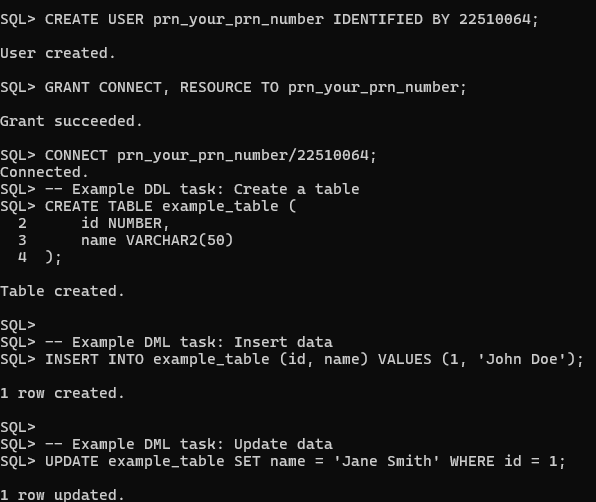 SQL> CREATE USER prn_your_prn_number IDENTIFIED BY 22510064;
User created.
SQL> GRANT CONNECT, RESOURCE TO prn_your_prn_number;
Grant succeeded.
SQL> CONNECT prn_your_prn_number/22510064;
Connected.
SQL> -- Example DDL task: Create a table
SQL> CREATE TABLE example_table (
  2      id NUMBER,
  3      name VARCHAR2(50)
  4  );
Table created.
SQL>
SQL> -- Example DML task: Insert data
SQL> INSERT INTO example_table (id, name) VALUES (1, 'John Doe');
1 row created.
SQL>
SQL> -- Example DML task: Update data
SQL> UPDATE example_table SET name = 'Jane Smith' WHERE id = 1;
1 row updated.